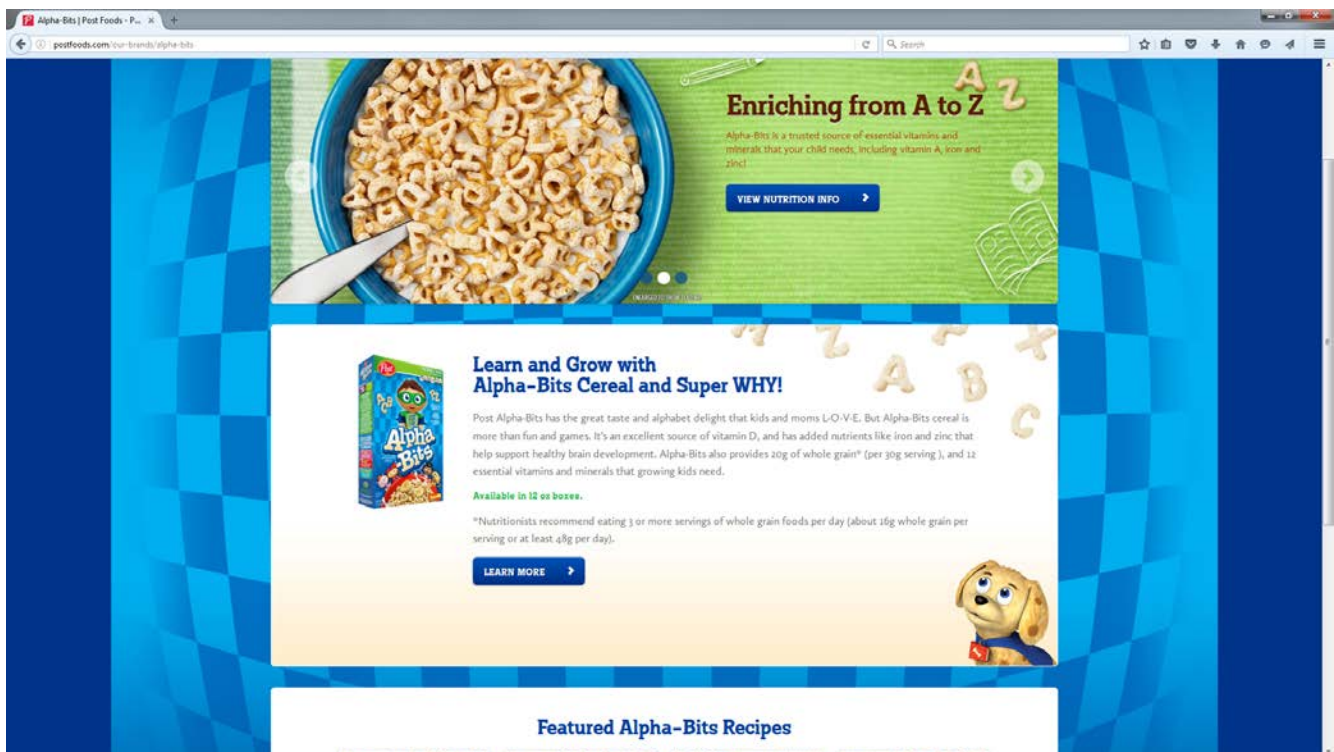 Alpha-Bits | Post Foods - P...
postfoods.com/our-brands/alpha-bits
Search
A Z
Enriching from A to Z
Alpha-Bits is a trusted source of essential vitamins and
minerals that your child needs, including vitamin A, iron and
zinc!
VIEW NUTRITION INFO
Learn and Grow with
Alpha-Bits Cereal and Super WHY!
Post Alpha-Bits has the great taste and alphabet delight that kids and moms L-O-V-E. But Alpha-Bits cereal is
more than fun and games. It's an excellent source of vitamin D, and has added nutrients like iron and zinc that
help support healthy brain development. Alpha-Bits also provides 20g of whole grain* (per 30g serving ), and 12
essential vitamins and minerals that growing kids need.
Available in 12 oz boxes.
*Nutritionists recommend eating 3 or more servings of whole grain foods per day (about 16g whole grain per
serving or at least 48g per day).
LEARN MORE
Post
Alpha
Bits
A B C
Featured Alpha-Bits Recipes